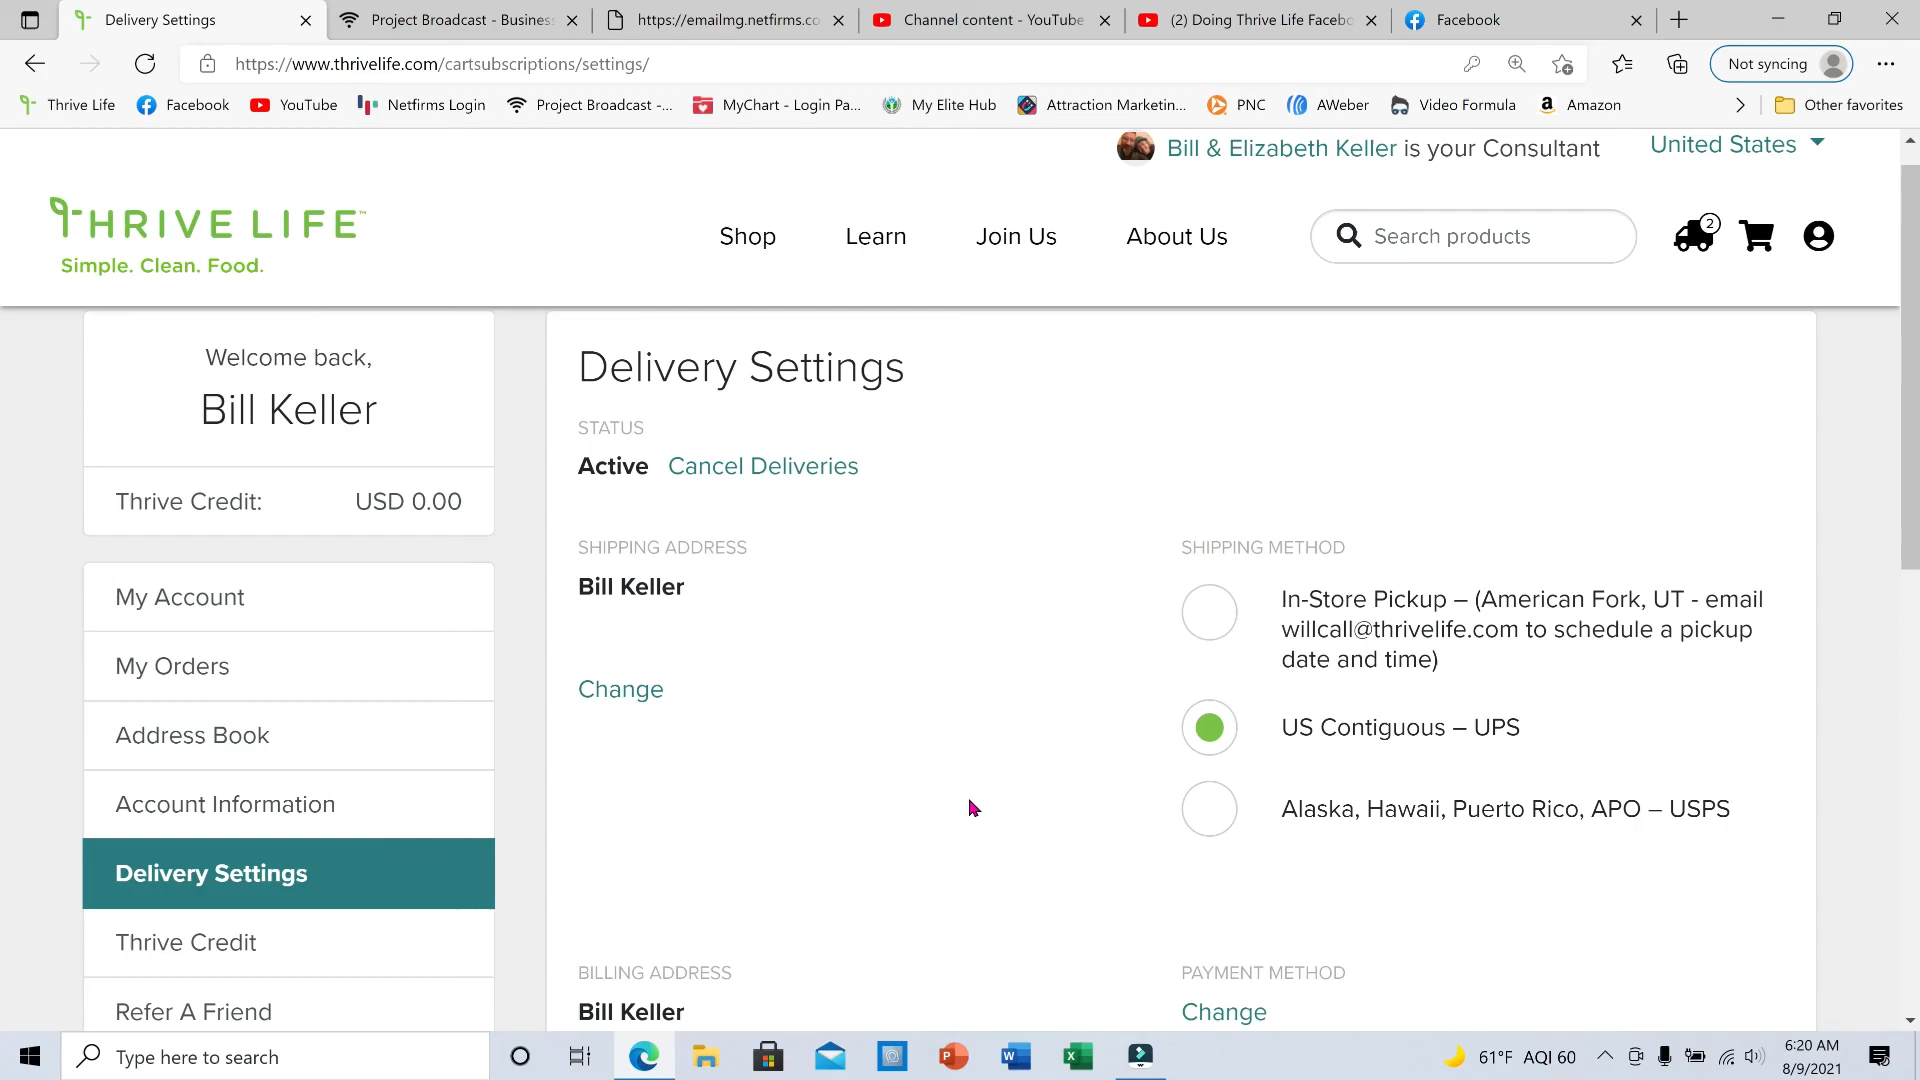 Delivery Settings
Project Broadcast - Business
https://emailmg.netfirms.co
Channel content - YouTube
(2) Doing Thrive Life Facebo
Facebook
https://www.thrivelife.com/cartsubscriptions/settings/
Not syncing
Thrive Life
Facebook
YouTube
Netfirms Login
Project Broadcast -...
MyChart - Login Pa...
My Elite Hub
Attraction Marketin...
PNC
AWeber
Video Formula
Amazon
Other favorites
Bill & Elizabeth Keller is your Consultant
United States
THRIVE LIFE™
Simple. Clean. Food.
Shop
Learn
Join Us
About Us
Search products
2
Welcome back,
Bill Keller
Thrive Credit: USD 0.00
My Account
My Orders
Address Book
Account Information
Delivery Settings
Thrive Credit
Refer A Friend
Delivery Settings
STATUS
Active Cancel Deliveries
SHIPPING ADDRESS
Bill Keller
Change
SHIPPING METHOD
In-Store Pickup – (American Fork, UT - email
willcall@thrivelife.com to schedule a pickup
date and time)
US Contiguous – UPS
Alaska, Hawaii, Puerto Rico, APO – USPS
BILLING ADDRESS
Bill Keller
PAYMENT METHOD
Change
Type here to search
61°F AQI 60
6:20 AM
8/9/2021